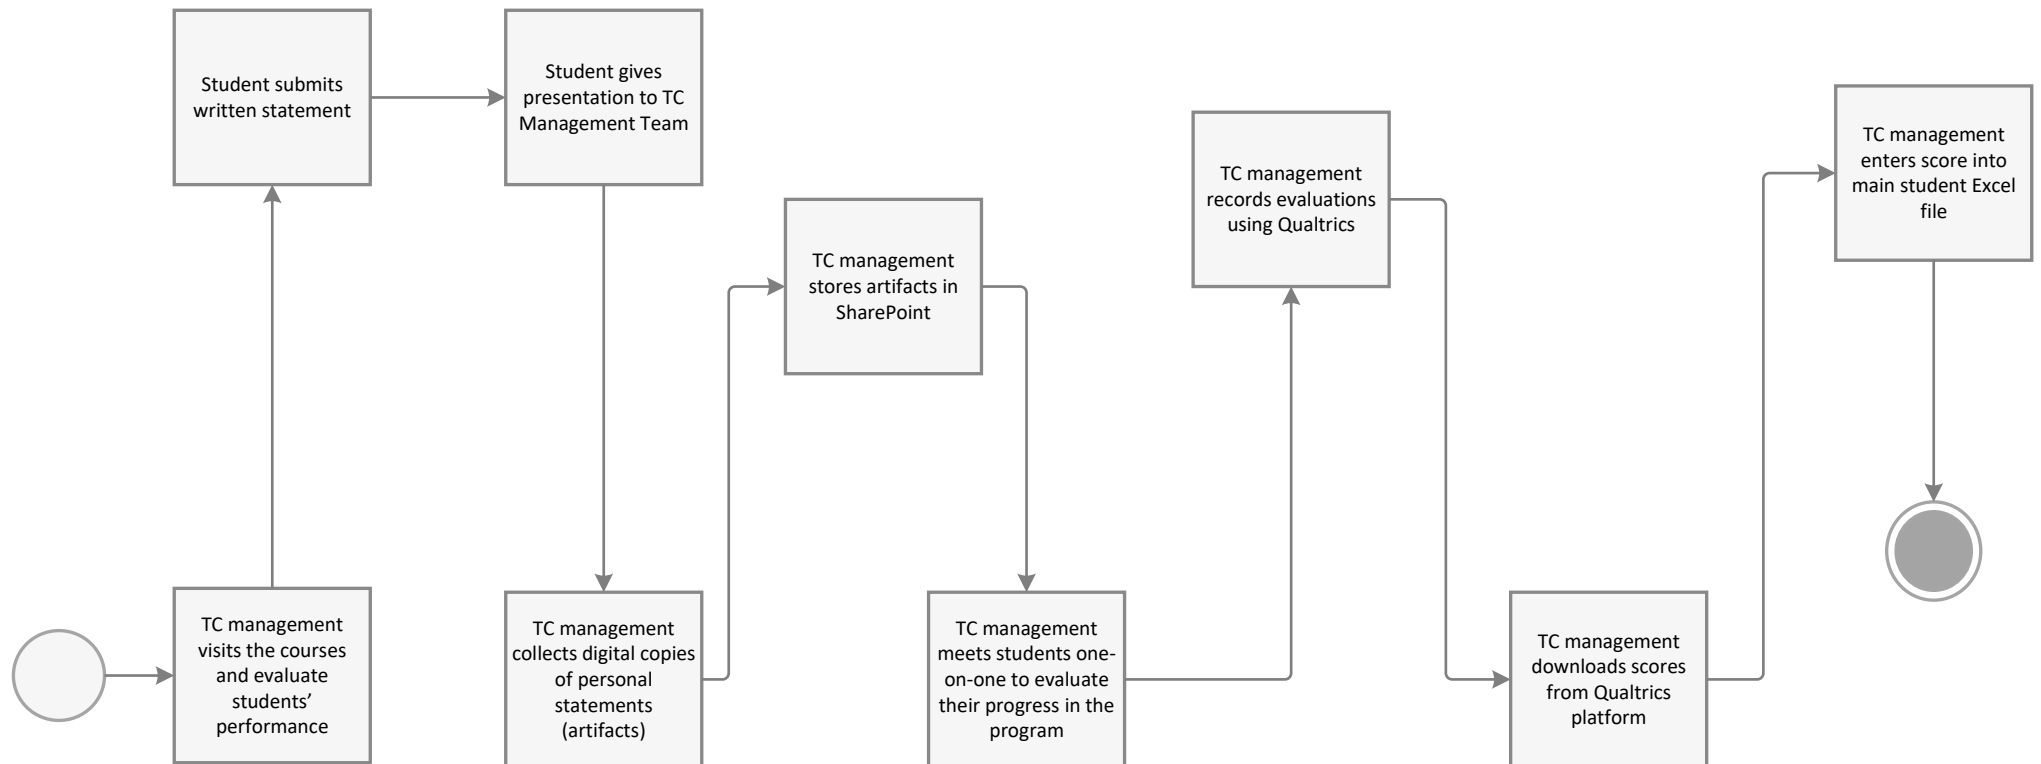 Student submits
written statement
Student gives
presentation to TC
Management Team
TC management
stores artifacts in
SharePoint
TC management
records evaluations
using Qualtrics
TC management
enters score into
main student Excel
file
TC management
visits the courses
and evaluate
students’
performance
TC management
collects digital copies
of personal
statements
(artifacts)
TC management
meets students one-
on-one to evaluate
their progress in the
program
TC management
downloads scores
from Qualtrics
platform